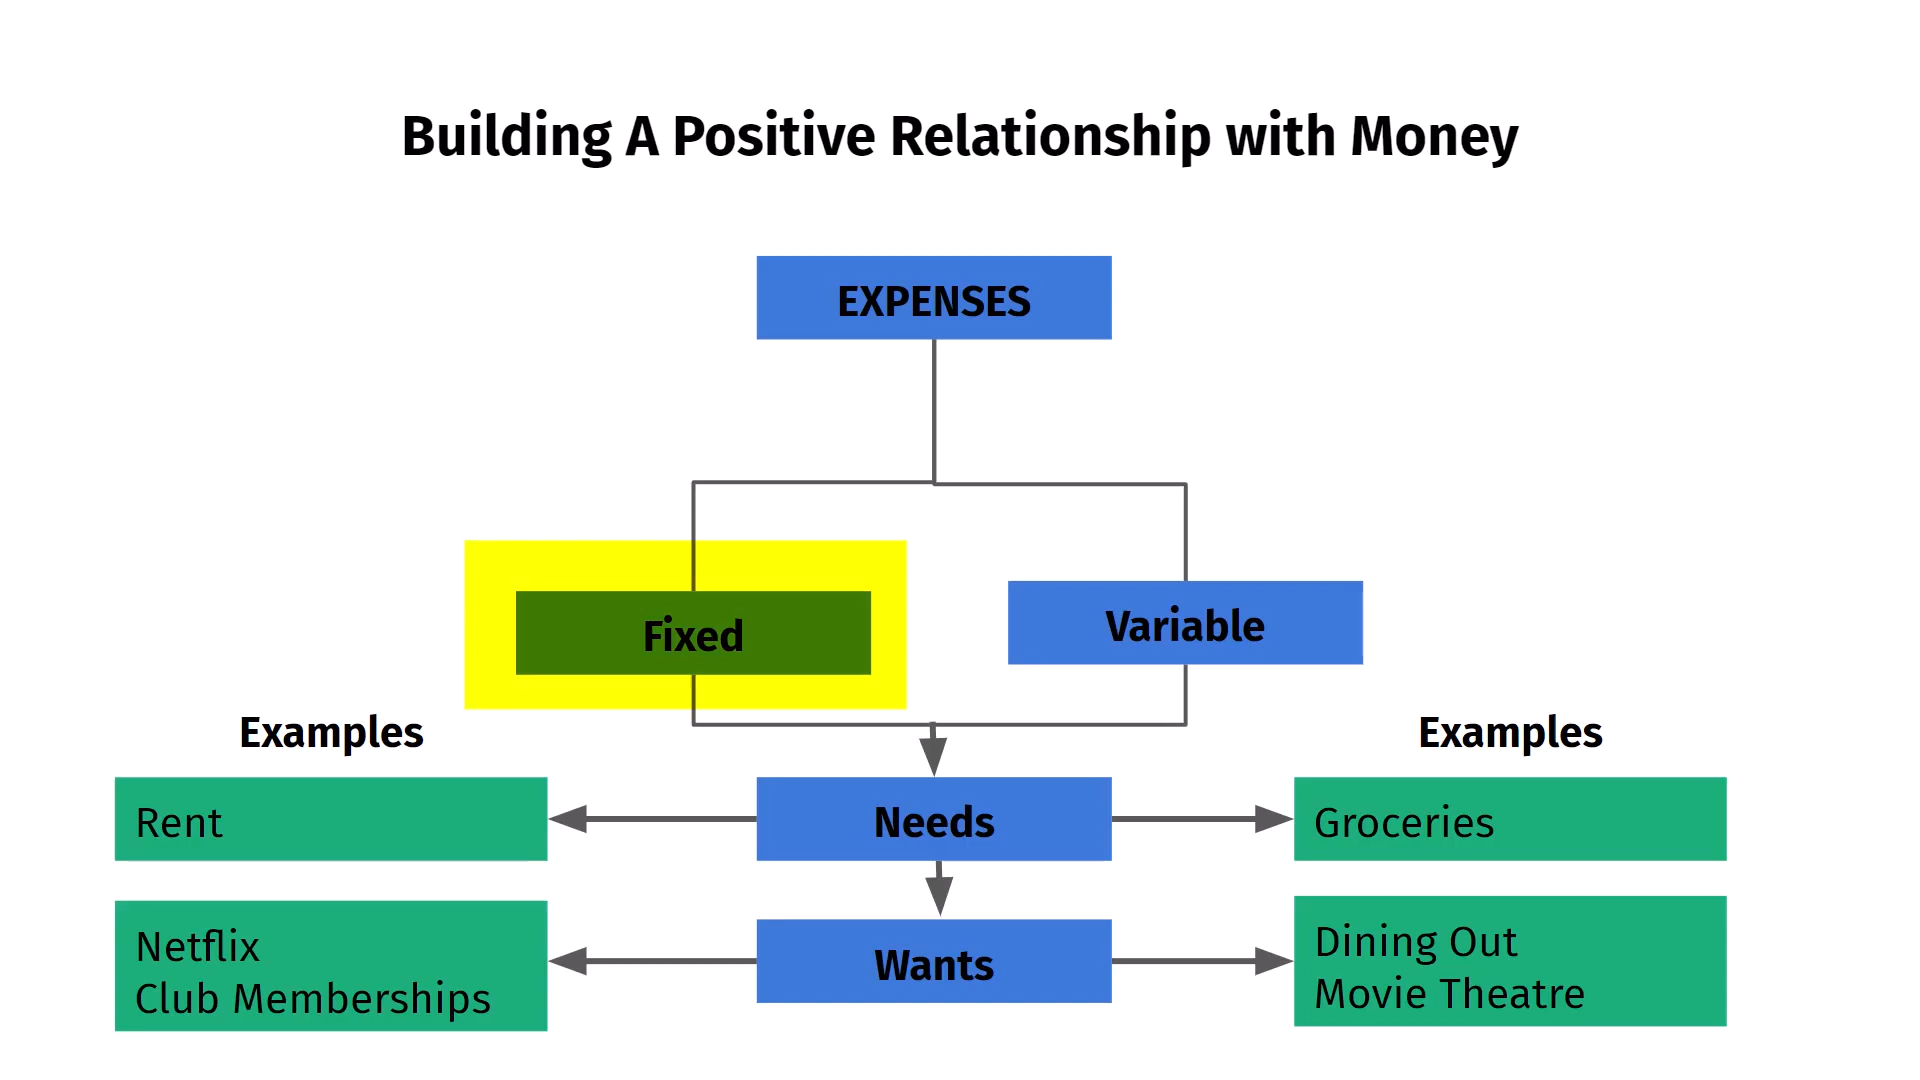 Building A Positive Relationship with Money
EXPENSES
Fixed
Variable
Examples
Examples
Rent
Needs
Groceries
Netflix
Club Memberships
Wants
Dining Out
Movie Theatre